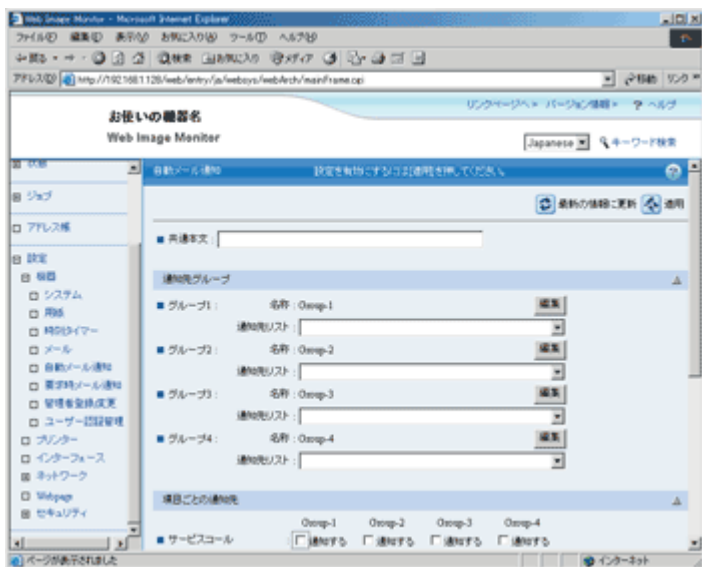 Web Image Monitor - Microsoft Internet Explorer
ファイル(F) 編集(E) 表示(V) お気に入り(A) ツール(T) ヘルプ(H)
戻る 検索 お気に入り メディア
アドレス(D) http://192.168.1.128/web/entry/ja/websys/webArch/mainFrame.cgi 移動 リンク »
お使いの機器名
Web Image Monitor
リンクページへ バージョン情報 ? ヘルプ
Japanese キーワード検索
状態
ジョブ
アドレス帳
設定
機器
システム
用紙
時刻タイマー
メール
自動メール通知
要求時メール通知
管理者登録/変更
ユーザー認証管理
プリンター
インターフェース
ネットワーク
Webpage
セキュリティ
自動メール通知 設定を有効にするには[適用]を押してください。
最新の情報に更新 適用
共通本文 :
通知先グループ
グループ1 : 名称 : Group-1 編集
通知先リスト :
グループ2 : 名称 : Group-2 編集
通知先リスト :
グループ3 : 名称 : Group-3 編集
通知先リスト :
グループ4 : 名称 : Group-4 編集
通知先リスト :
項目ごとの通知先
Group-1 Group-2 Group-3 Group-4
サービスコール : 通知する 通知する 通知する 通知する
ページが表示されました インターネット